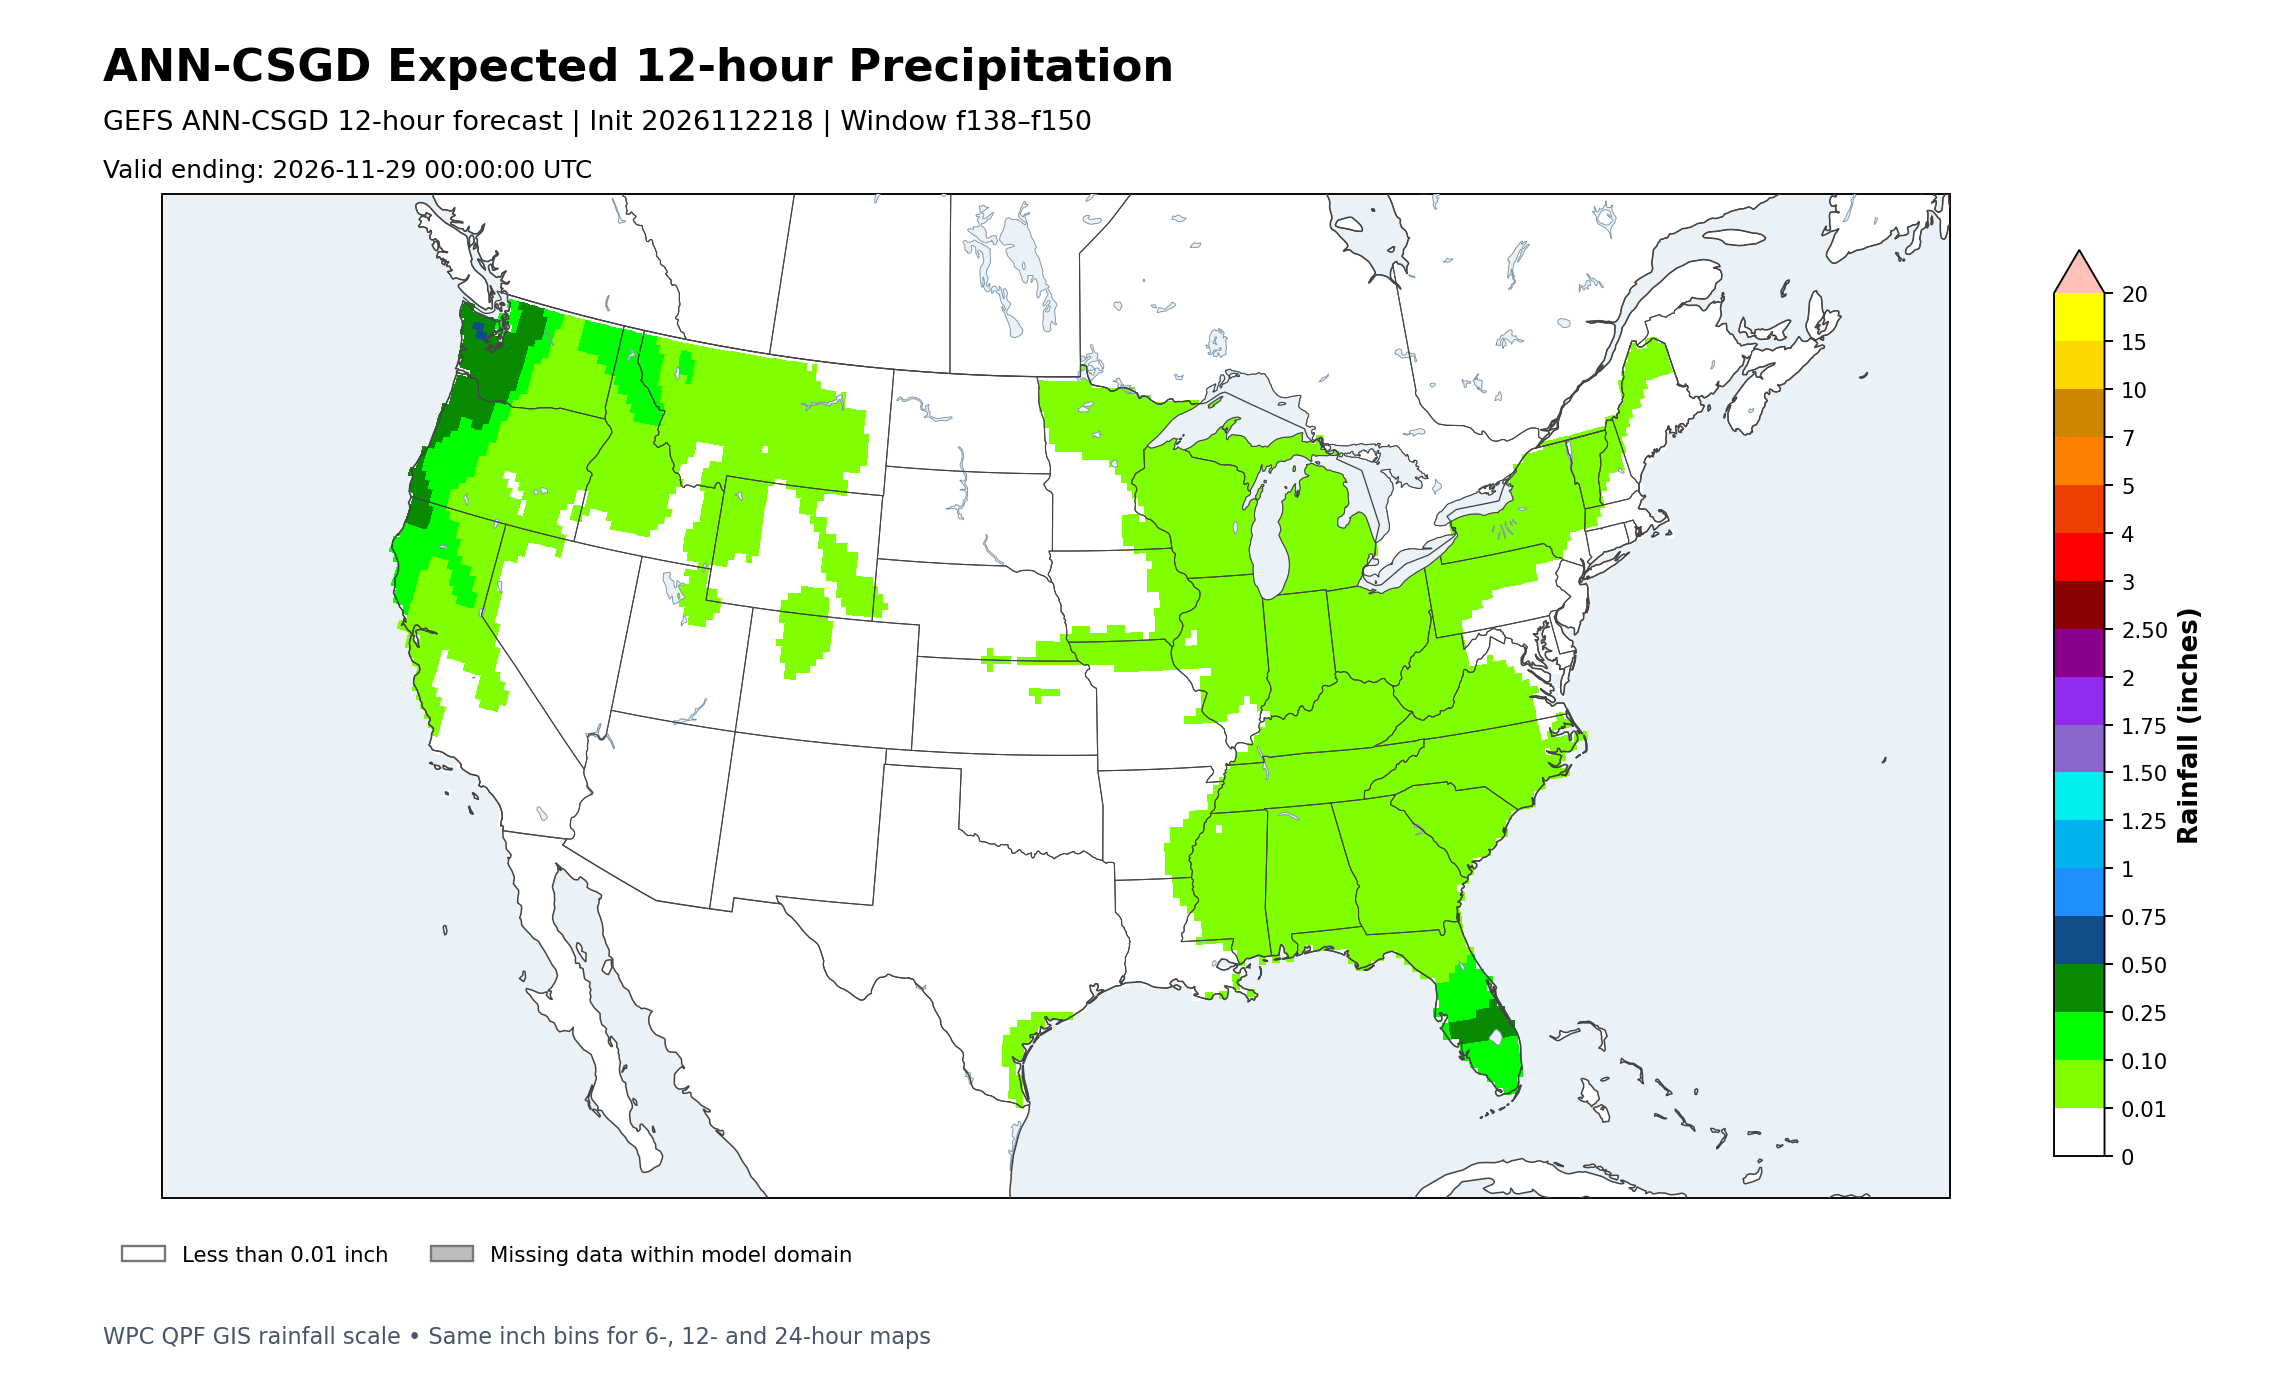 ANN-CSGD Expected 12-hour Precipitation
GEFS ANN-CSGD 12-hour forecast | Init 2026112218 | Window f138–f150
Valid ending: 2026-11-29 00:00:00 UTC
20
15
10
7
5
4
3
2.50
2
1.75
1.50
1.25
1
0.75
0.50
0.25
0.10
0.01
0
Rainfall (inches)
Less than 0.01 inch
Missing data within model domain
WPC QPF GIS rainfall scale • Same inch bins for 6-, 12- and 24-hour maps